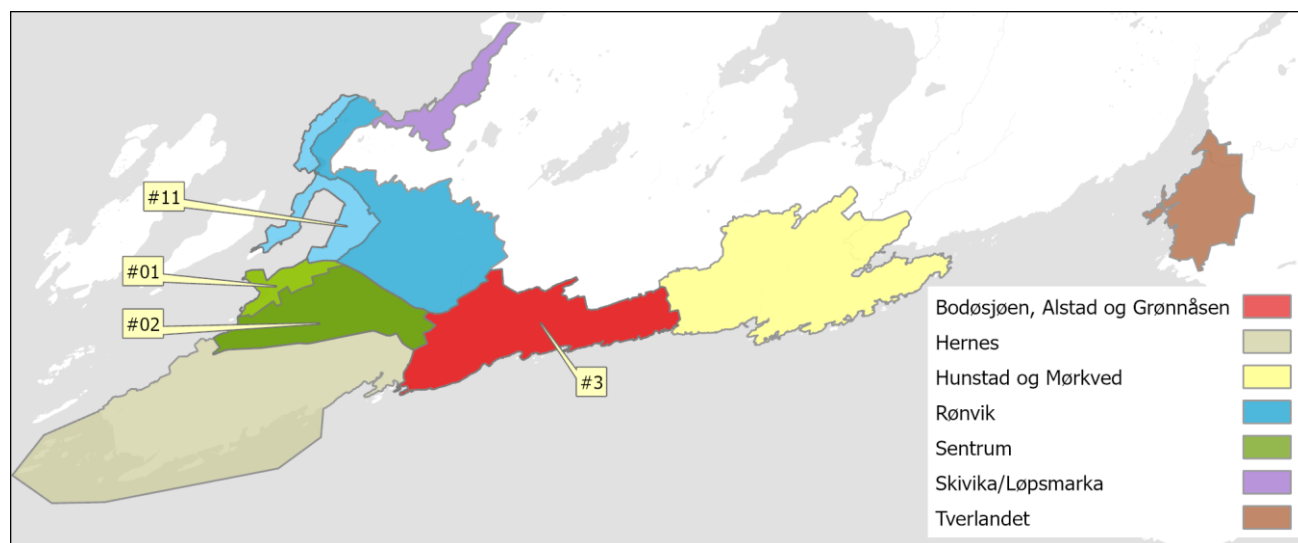 #11
#01
#02
#3
Bodøsjøen, Alstad og Grønnåsen
Hernes
Hunstad og Mørkved
Rønvik
Sentrum
Skivika/Løpsmarka
Tverlandet